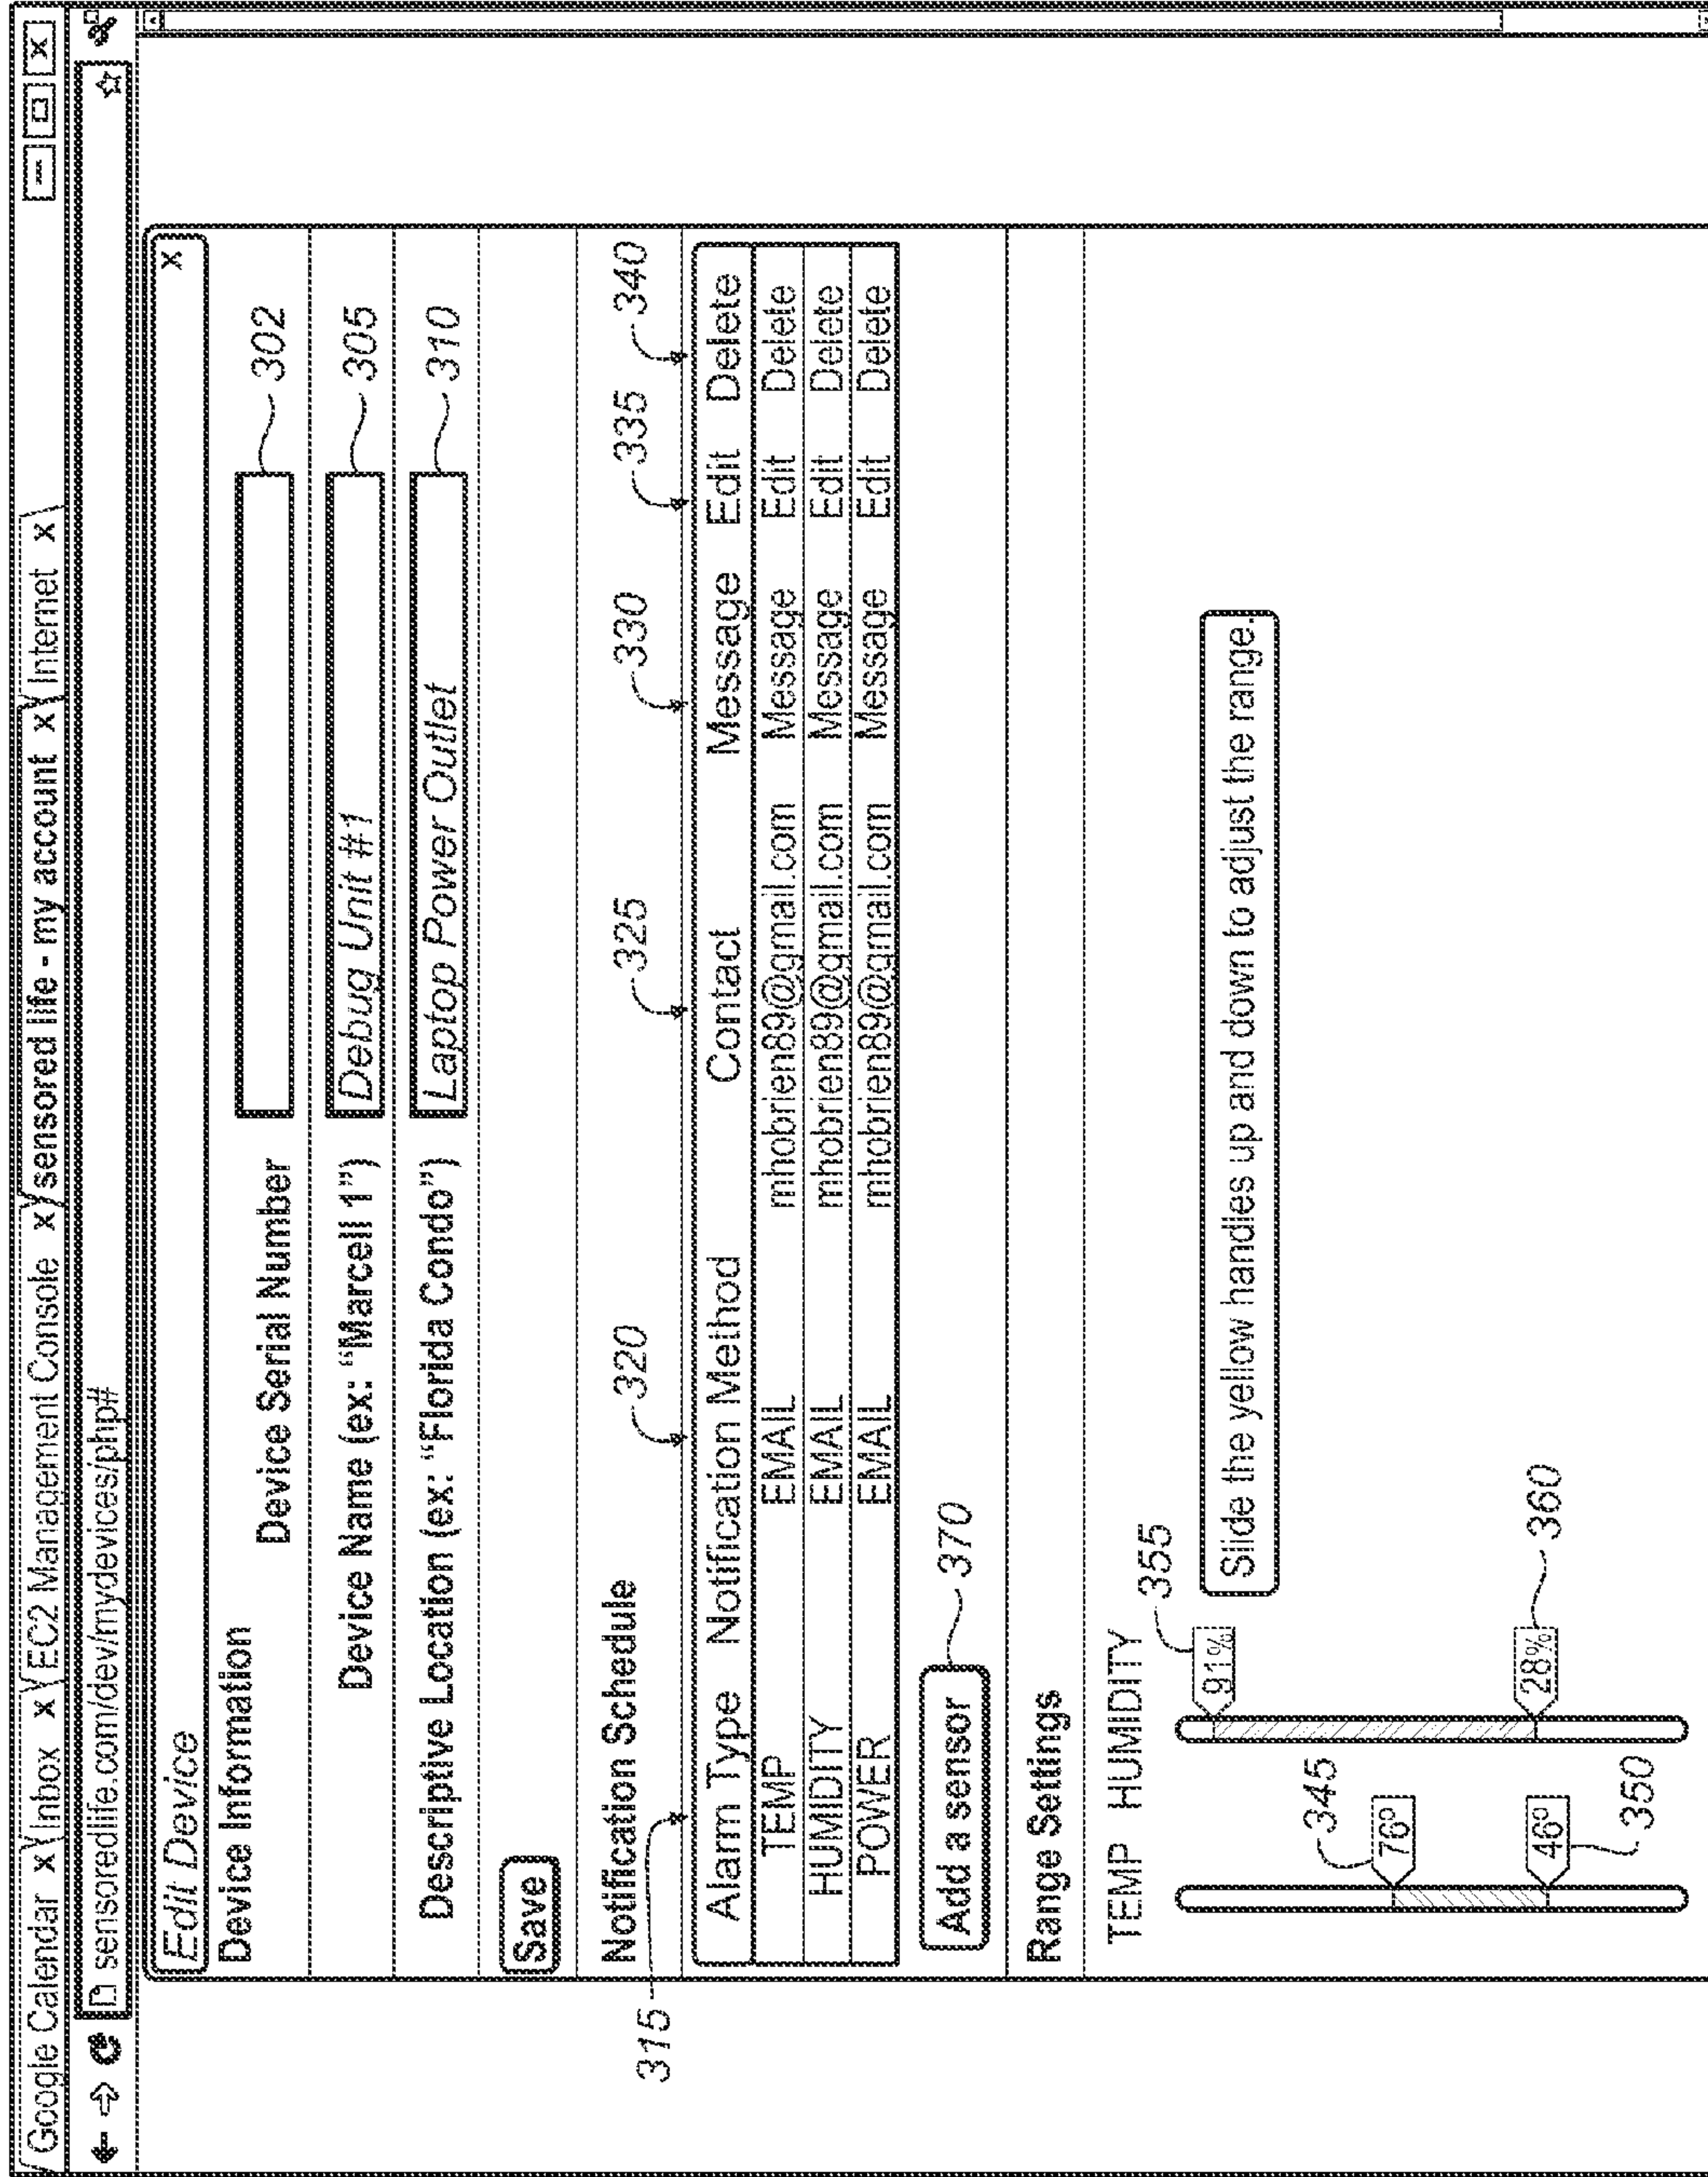 Google Calendar x Inbox x EC2 Management Console x sensored life - my account x Internet x
sensoredlife.com/dev/mydevices/php#
Edit Device x
Device Information
Device Serial Number 302
Device Name (ex: “Marcell 1”) Debug Unit #1 305
Descriptive Location (ex: “Florida Condo”) Laptop Power Outlet 310
Save
Notification Schedule
315 320 325 330 335 340
Alarm Type Notification Method Contact Message Edit Delete
TEMP EMAIL mhobrien89@gmail.com Message Edit Delete
HUMIDITY EMAIL mhobrien89@gmail.com Message Edit Delete
POWER EMAIL mhobrien89@gmail.com Message Edit Delete
Add a sensor 370
Range Settings
TEMP HUMIDITY 355
91% Slide the yellow handles up and down to adjust the range.
345
76°
46° 28% 360
350